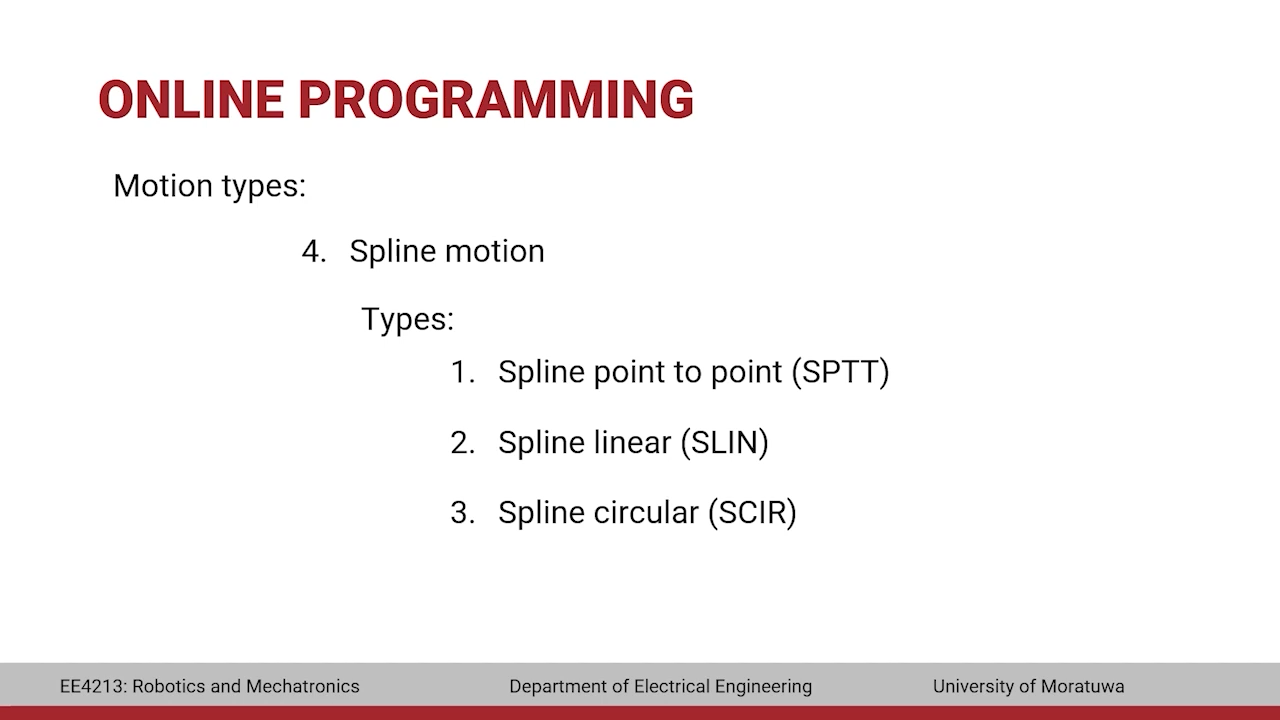 ONLINE PROGRAMMING
Motion types:
4. Spline motion
Types:
1. Spline point to point (SPTT)
2. Spline linear (SLIN)
3. Spline circular (SCIR)
EE4213: Robotics and Mechatronics Department of Electrical Engineering University of Moratuwa